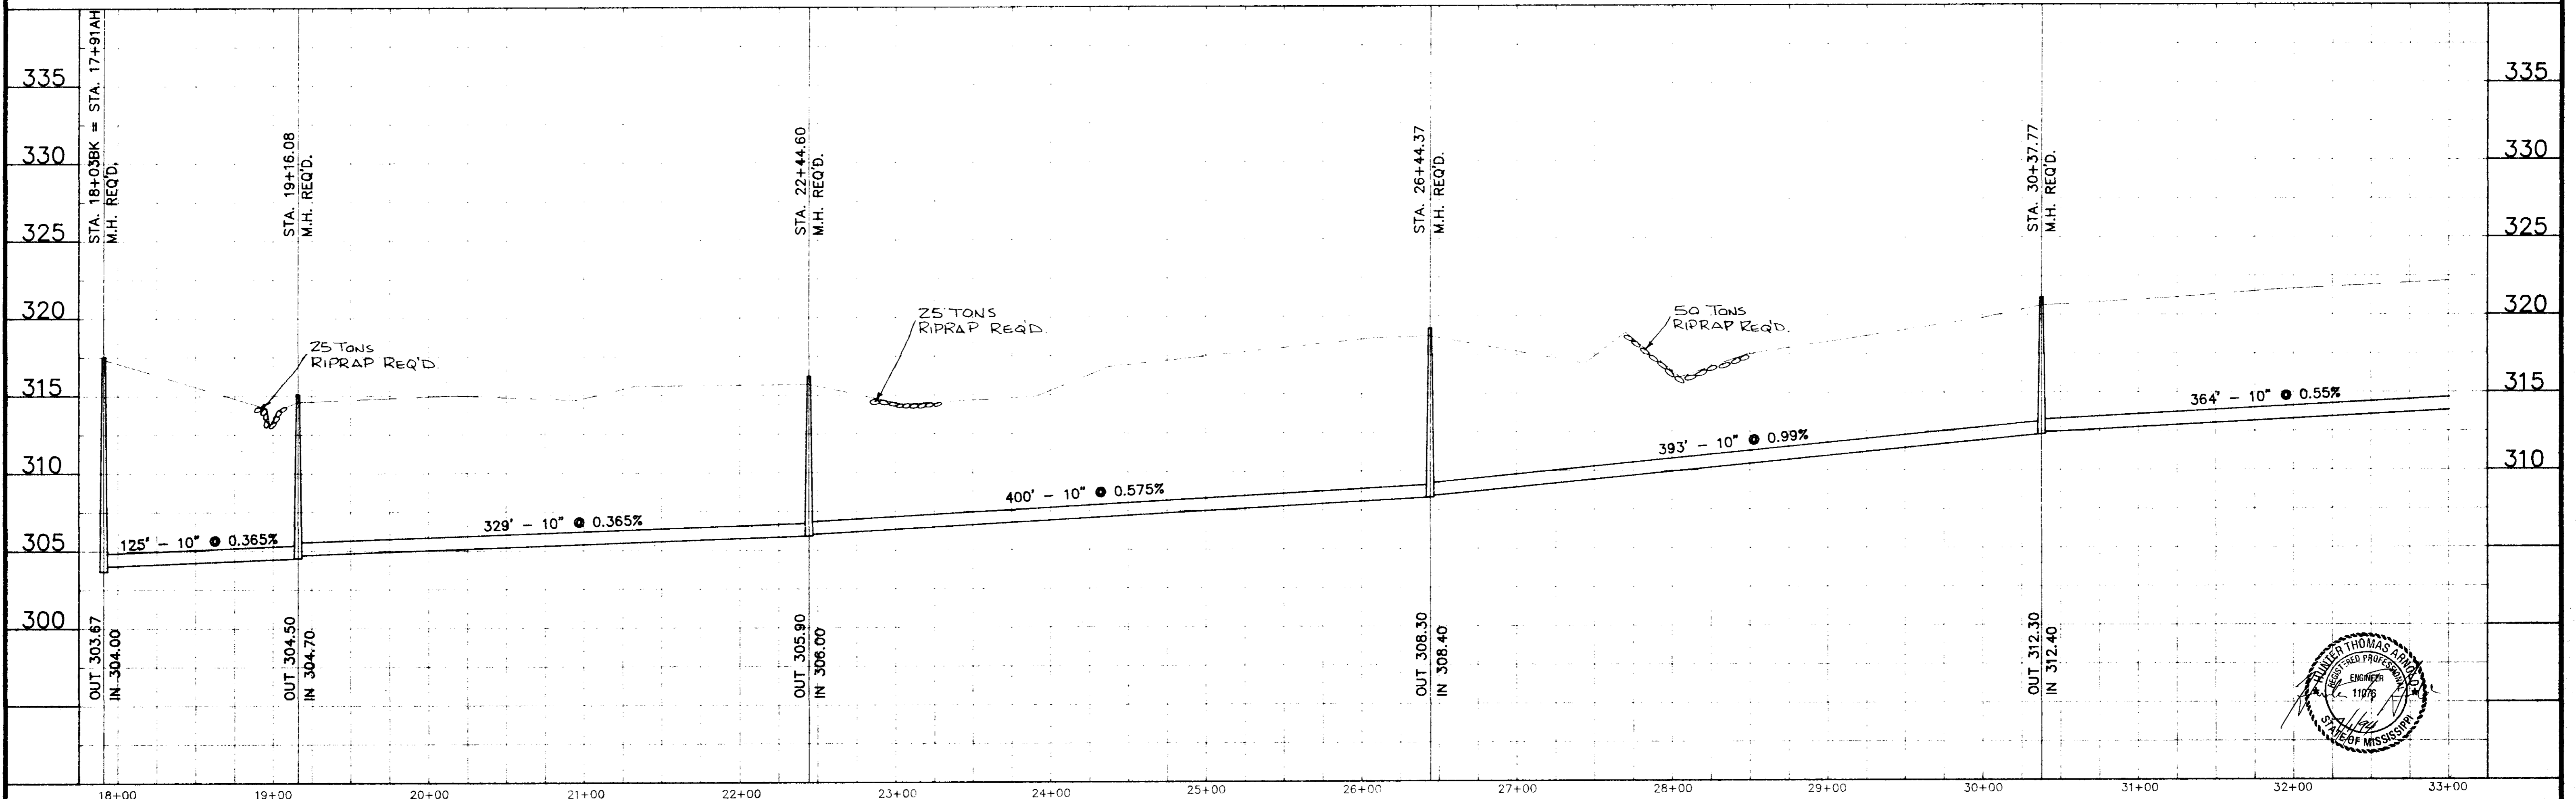 335
330
325
320
315
310
305
300
STA. 18+03BK = STA. 17+91AH
M.H. REQ'D.
STA. 19+16.08
M.H. REQ'D.
STA. 22+44.60
M.H. REQ'D.
STA. 26+44.37
M.H. REQ'D.
STA. 30+37.77
M.H. REQ'D.
335
330
325
320
315
310
25 TONS
RIPRAP REQ'D.
25 TONS
RIPRAP REQ'D.
50 TONS
RIPRAP REQ'D.
125' - 10" @ 0.365%
329' - 10" @ 0.365%
400' - 10" @ 0.575%
393' - 10" @ 0.99%
364' - 10" @ 0.55%
OUT 303.67
IN 304.00
OUT 304.50
IN 304.70
OUT 305.90
IN 306.00
OUT 308.30
IN 308.40
OUT 312.30
IN 312.40
HUNTER THOMAS ARNOLD
REGISTERED PROFESSIONAL
ENGINEER
11076
STATE OF MISSISSIPPI
18+00 19+00 20+00 21+00 22+00 23+00 24+00 25+00 26+00 27+00 28+00 29+00 30+00 31+00 32+00 33+00